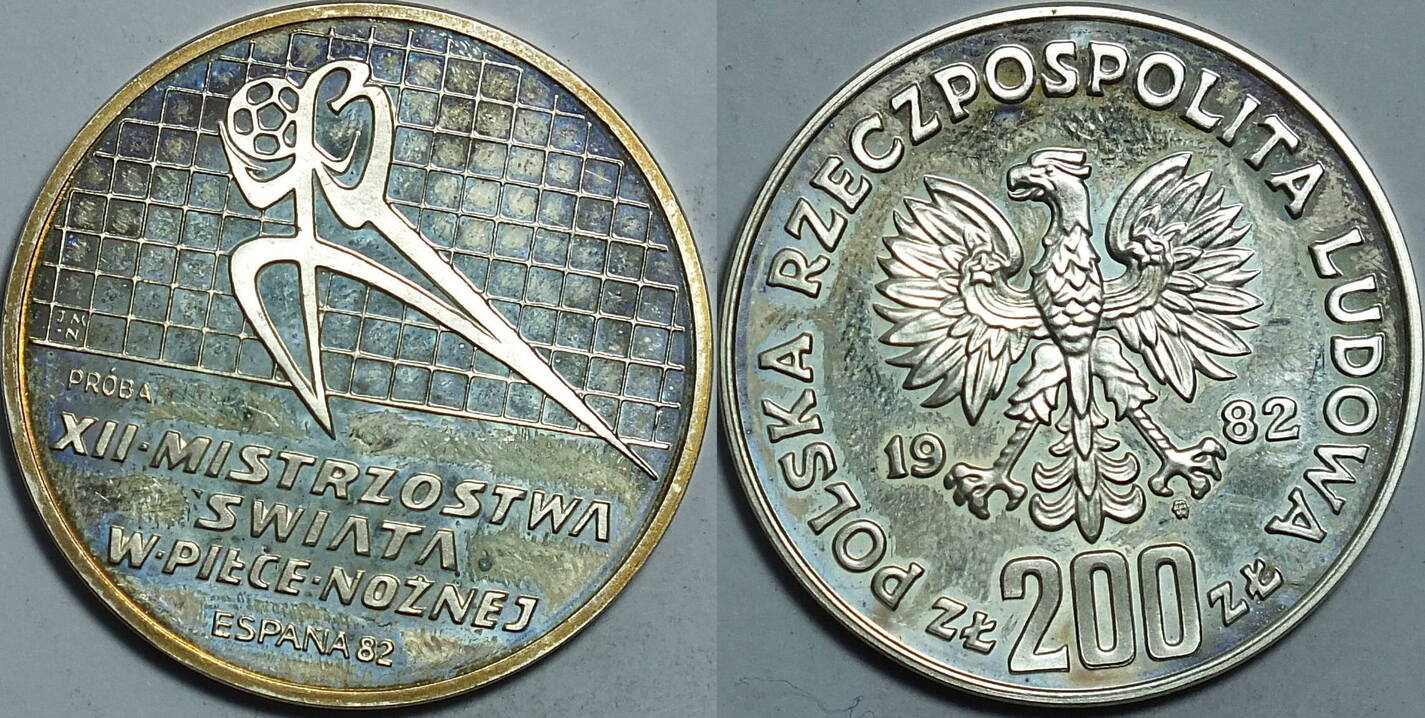 J M
N
PRÓBA
XII·MISTRZOSTWA
ŚWIATA
W·PIŁCE·NOŻNEJ
ESPAÑA 82
POLSKA RZECZPOSPOLITA LUDOWA
19 82
ZŁ 200 ZŁ